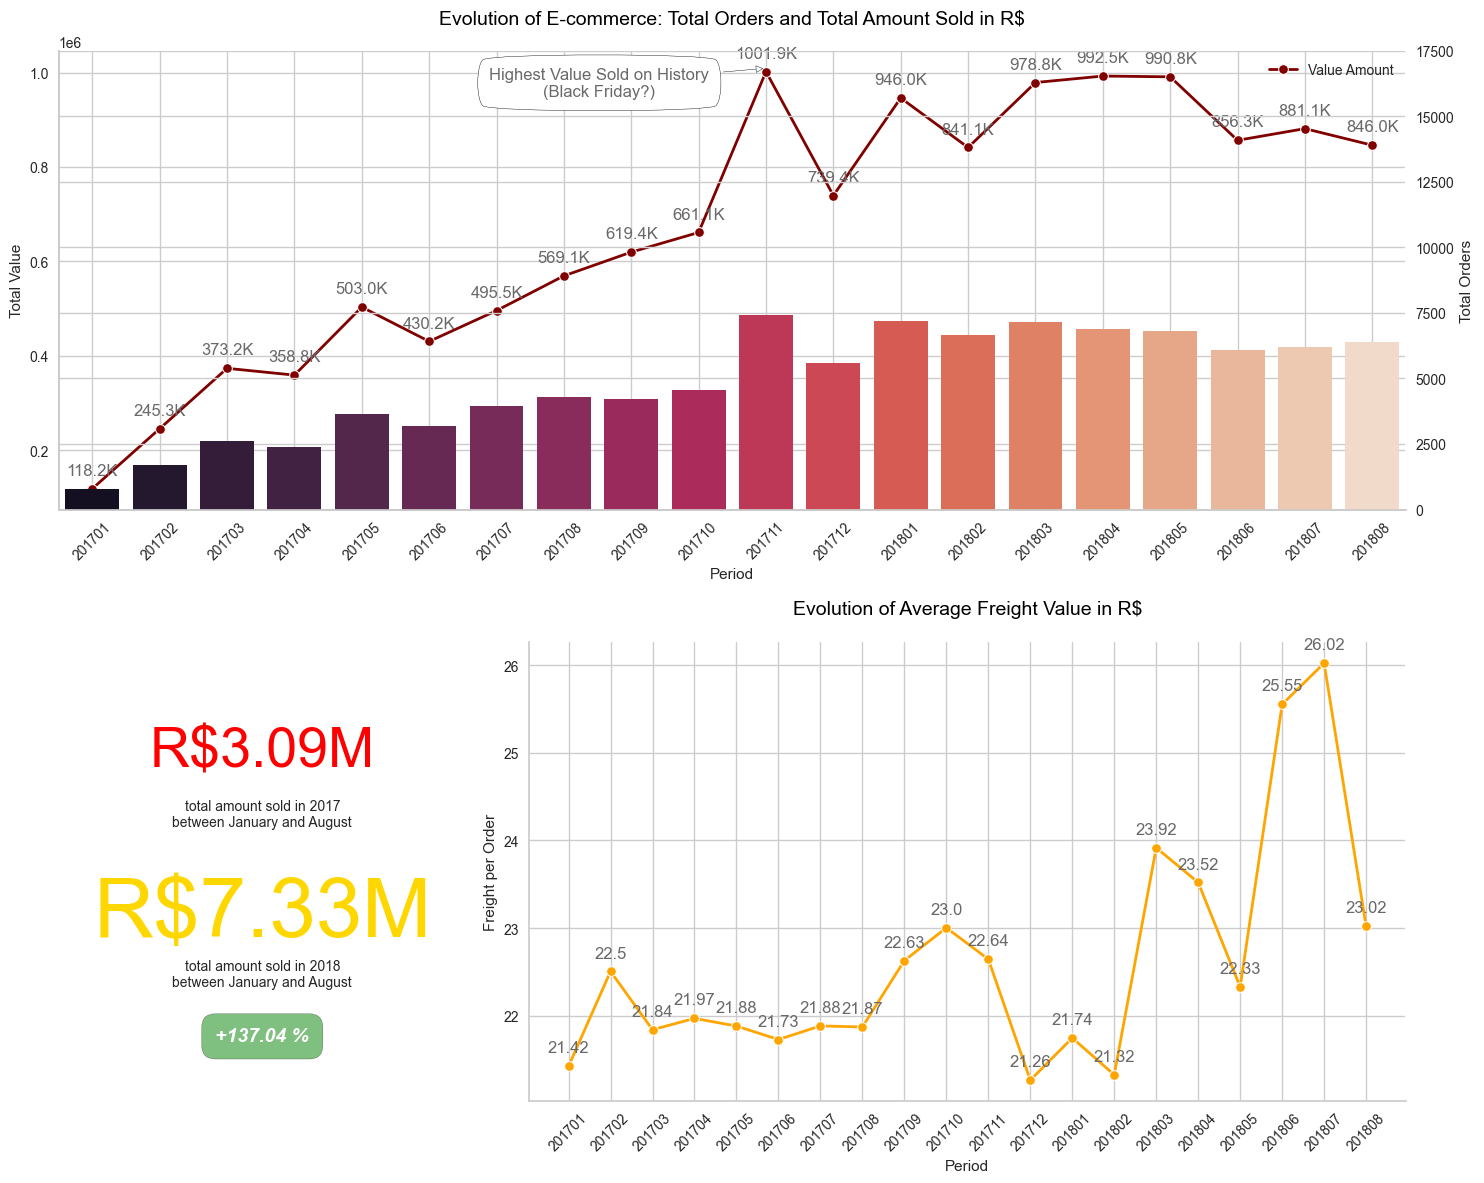 Evolution of E-commerce: Total Orders and Total Amount Sold in R$
1e6
1.0
0.8
0.6
0.4
0.2
Total Value
17500
15000
12500
10000
7500
5000
2500
0
Total Orders
Value Amount
Highest Value Sold on History
(Black Friday?)
118.2K
245.3K
373.2K
358.8K
503.0K
430.2K
495.5K
569.1K
619.4K
661.1K
1001.9K
739.4K
946.0K
841.1K
978.8K
992.5K
990.8K
856.3K
881.1K
846.0K
201701
201702
201703
201704
201705
201706
201707
201708
201709
201710
201711
201712
201801
201802
201803
201804
201805
201806
201807
201808
Period
R$3.09M
total amount sold in 2017
between January and August
R$7.33M
total amount sold in 2018
between January and August
+137.04 %
Evolution of Average Freight Value in R$
26
25
24
23
22
Freight per Order
21.42
22.5
21.84
21.97
21.88
21.73
21.88
21.87
22.63
23.0
22.64
21.26
21.74
21.32
23.92
23.52
22.33
25.55
26.02
23.02
201701
201702
201703
201704
201705
201706
201707
201708
201709
201710
201711
201712
201801
201802
201803
201804
201805
201806
201807
201808
Period